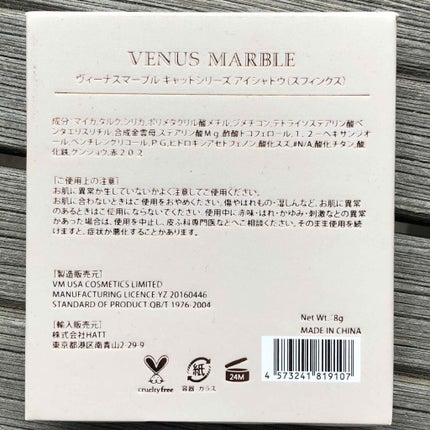 VENUS MARBLE
ヴィーナスマーブル キャットシリーズ アイシャドウ(スフィンクス)
成分:マイカ,タルク,シリカ,ポリメタクリル酸メチル,ジメチコン,テトライソステアリン酸ペ
ンタエリスリチル,合成金雲母,ステアリン酸Mg,酢酸トコフェロール,1,2-ヘキサンジオ
ール,ペンチレングリコール,PG,ヒドロキシアセトフェノン,酸化スズ,#N/A,酸化チタン,酸
化鉄,グンジョウ,赤202
[ご使用上の注意]
お肌に異常が生じていないかよく注意してご使用ください。
お肌に合わないときはご使用をおやめください。傷やはれもの・湿しんなど、お肌に異常
のあるときはご使用にならないでください。使用中に赤味・はれ・かゆみ・刺激などの異常
があった場合は、使用を中止し、皮ふ科専門医などへご相談ください。そのまま使用を続
けますと、症状が悪化することがあります。
[製造販売元]
VM USA COSMETICS LIMITED
MANUFACTURING LICENCE YZ 20160446
STANDARD OF PRODUCT QB/T 1976-2004
[輸入販売元]
株式会社HATT
東京都港区南青山2-29-9
Net Wt. 8g
MADE IN CHINA
crueltyfree
紙
容器:ガラス
24M
4 573241 819107